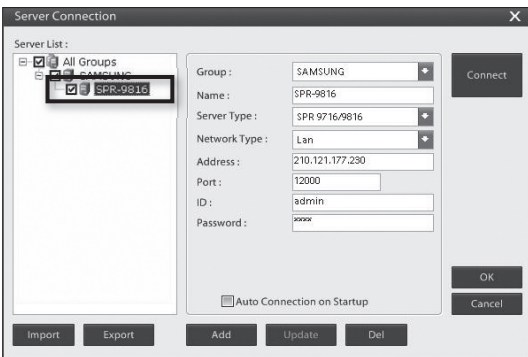 Server Connection X
Server List :
All Groups
SAMSUNG
SPR-9816
Group : SAMSUNG
Name : SPR-9816
Server Type : SPR 9716/9816
Network Type : Lan
Address : 210.121.177.230
Port : 12000
ID : admin
Password : xxxx
Auto Connection on Startup
Connect
OK
Cancel
Import Export Add Update Del